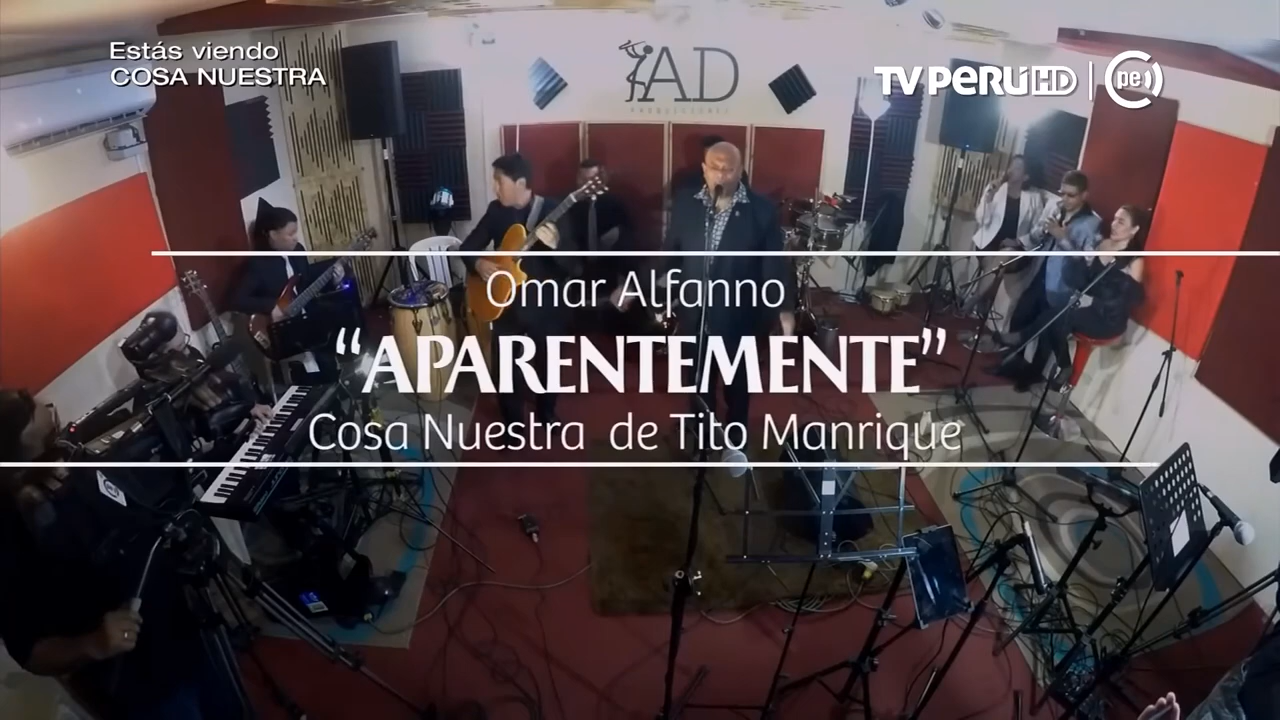 Estás viendo
COSA NUESTRA
TV PERÚ HD | pe
AD
Omar Alfanno
“APARENTEMENTE”
Cosa Nuestra de Tito Manrique